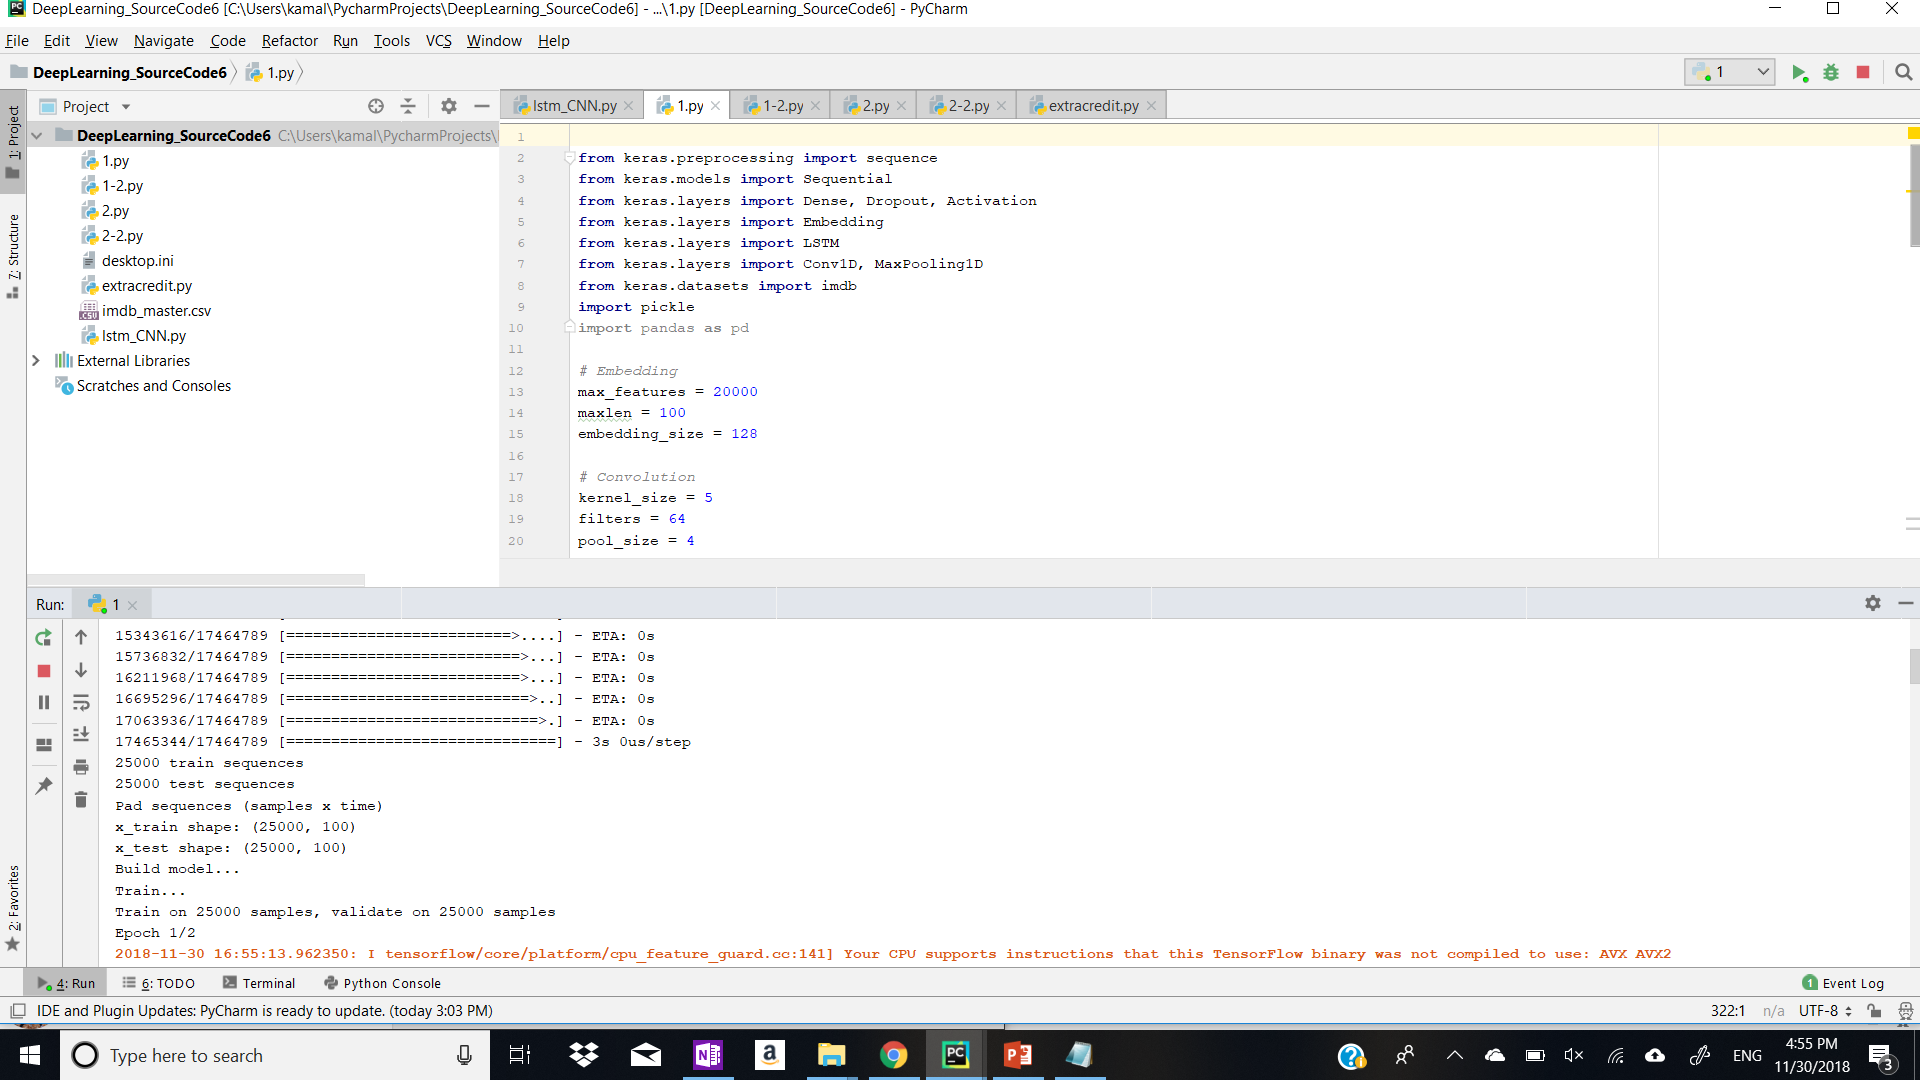 DeepLearning_SourceCode6 [C:\Users\kamal\PycharmProjects\DeepLearning_SourceCode6] - ...\1.py [DeepLearning_SourceCode6] - PyCharm
File Edit View Navigate Code Refactor Run Tools VCS Window Help
DeepLearning_SourceCode6 1.py
1
Project
lstm_CNN.py 1.py 1-2.py 2.py 2-2.py extracredit.py
1: Project
7: Structure
2: Favorites
DeepLearning_SourceCode6 C:\Users\kamal\PycharmProjects\
1.py
1-2.py
2.py
2-2.py
desktop.ini
extracredit.py
imdb_master.csv
lstm_CNN.py
External Libraries
Scratches and Consoles
1
2 from keras.preprocessing import sequence
3 from keras.models import Sequential
4 from keras.layers import Dense, Dropout, Activation
5 from keras.layers import Embedding
6 from keras.layers import LSTM
7 from keras.layers import Conv1D, MaxPooling1D
8 from keras.datasets import imdb
9 import pickle
10 import pandas as pd
11
12 # Embedding
13 max_features = 20000
14 maxlen = 100
15 embedding_size = 128
16
17 # Convolution
18 kernel_size = 5
19 filters = 64
20 pool_size = 4
Run: 1
15343616/17464789 [=========================>....] - ETA: 0s
15736832/17464789 [==========================>...] - ETA: 0s
16211968/17464789 [==========================>...] - ETA: 0s
16695296/17464789 [===========================>..] - ETA: 0s
17063936/17464789 [============================>.] - ETA: 0s
17465344/17464789 [==============================] - 3s 0us/step
25000 train sequences
25000 test sequences
Pad sequences (samples x time)
x_train shape: (25000, 100)
x_test shape: (25000, 100)
Build model...
Train...
Train on 25000 samples, validate on 25000 samples
Epoch 1/2
2018-11-30 16:55:13.962350: I tensorflow/core/platform/cpu_feature_guard.cc:141] Your CPU supports instructions that this TensorFlow binary was not compiled to use: AVX AVX2
4: Run 6: TODO Terminal Python Console 1 Event Log
IDE and Plugin Updates: PyCharm is ready to update. (today 3:03 PM) 322:1 n/a UTF-8
Type here to search
ENG
4:55 PM
11/30/2018
3